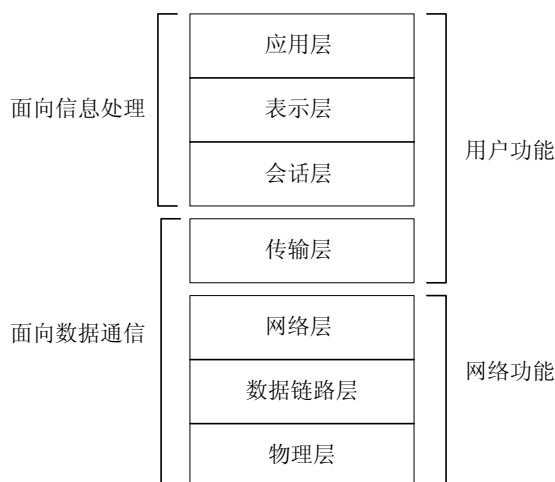 应用层
面向信息处理
表示层
用户功能
会话层
传输层
面向数据通信
网络层
网络功能
数据链路层
物理层